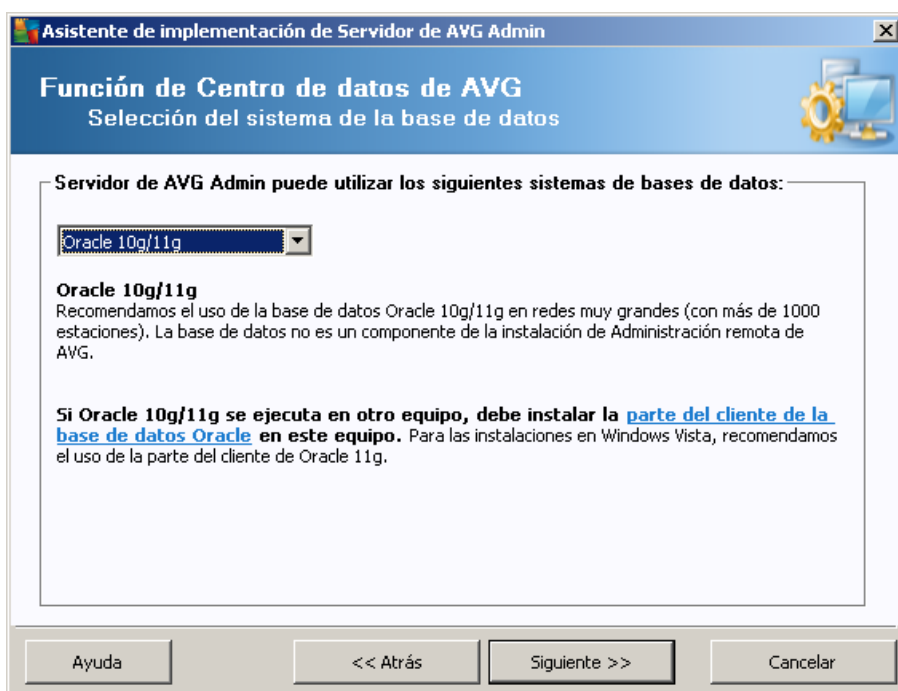 Asistente de implementación de Servidor de AVG Admin
Función de Centro de datos de AVG
Selección del sistema de la base de datos
Servidor de AVG Admin puede utilizar los siguientes sistemas de bases de datos:
Oracle 10g/11g
Oracle 10g/11g
Recomendamos el uso de la base de datos Oracle 10g/11g en redes muy grandes (con más de 1000
estaciones). La base de datos no es un componente de la instalación de Administración remota de
AVG.
Si Oracle 10g/11g se ejecuta en otro equipo, debe instalar la parte del cliente de la
base de datos Oracle en este equipo. Para las instalaciones en Windows Vista, recomendamos
el uso de la parte del cliente de Oracle 11g.
Ayuda
<< Atrás
Siguiente >>
Cancelar